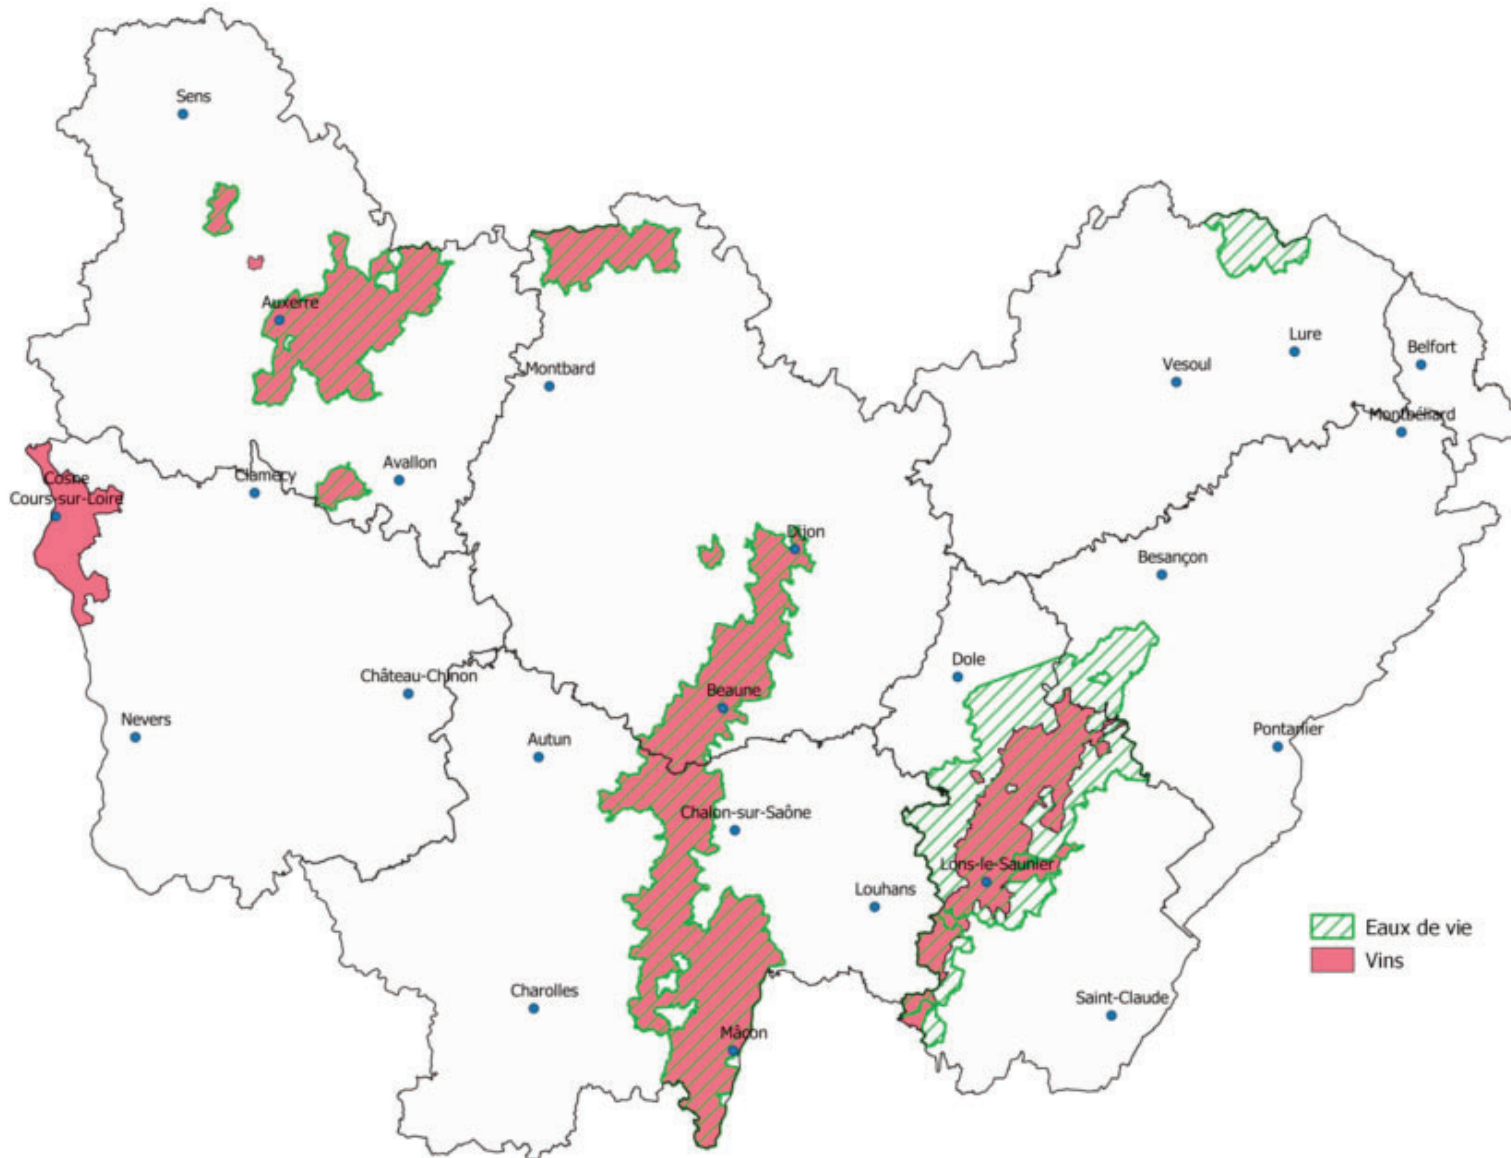 Sens
Auxerre
Montbard
Lure
Belfort
Vesoul
Montbéliard
Avallon
Clamecy
Cosne
Cours-sur-Loire
Dijon
Besançon
Dole
Château-Chinon
Beaune
Nevers
Autun
Pontarlier
Chalon-sur-Saône
Lons-le-Saunier
Louhans
Eaux de vie
Vins
Charolles
Saint-Claude
Mâcon